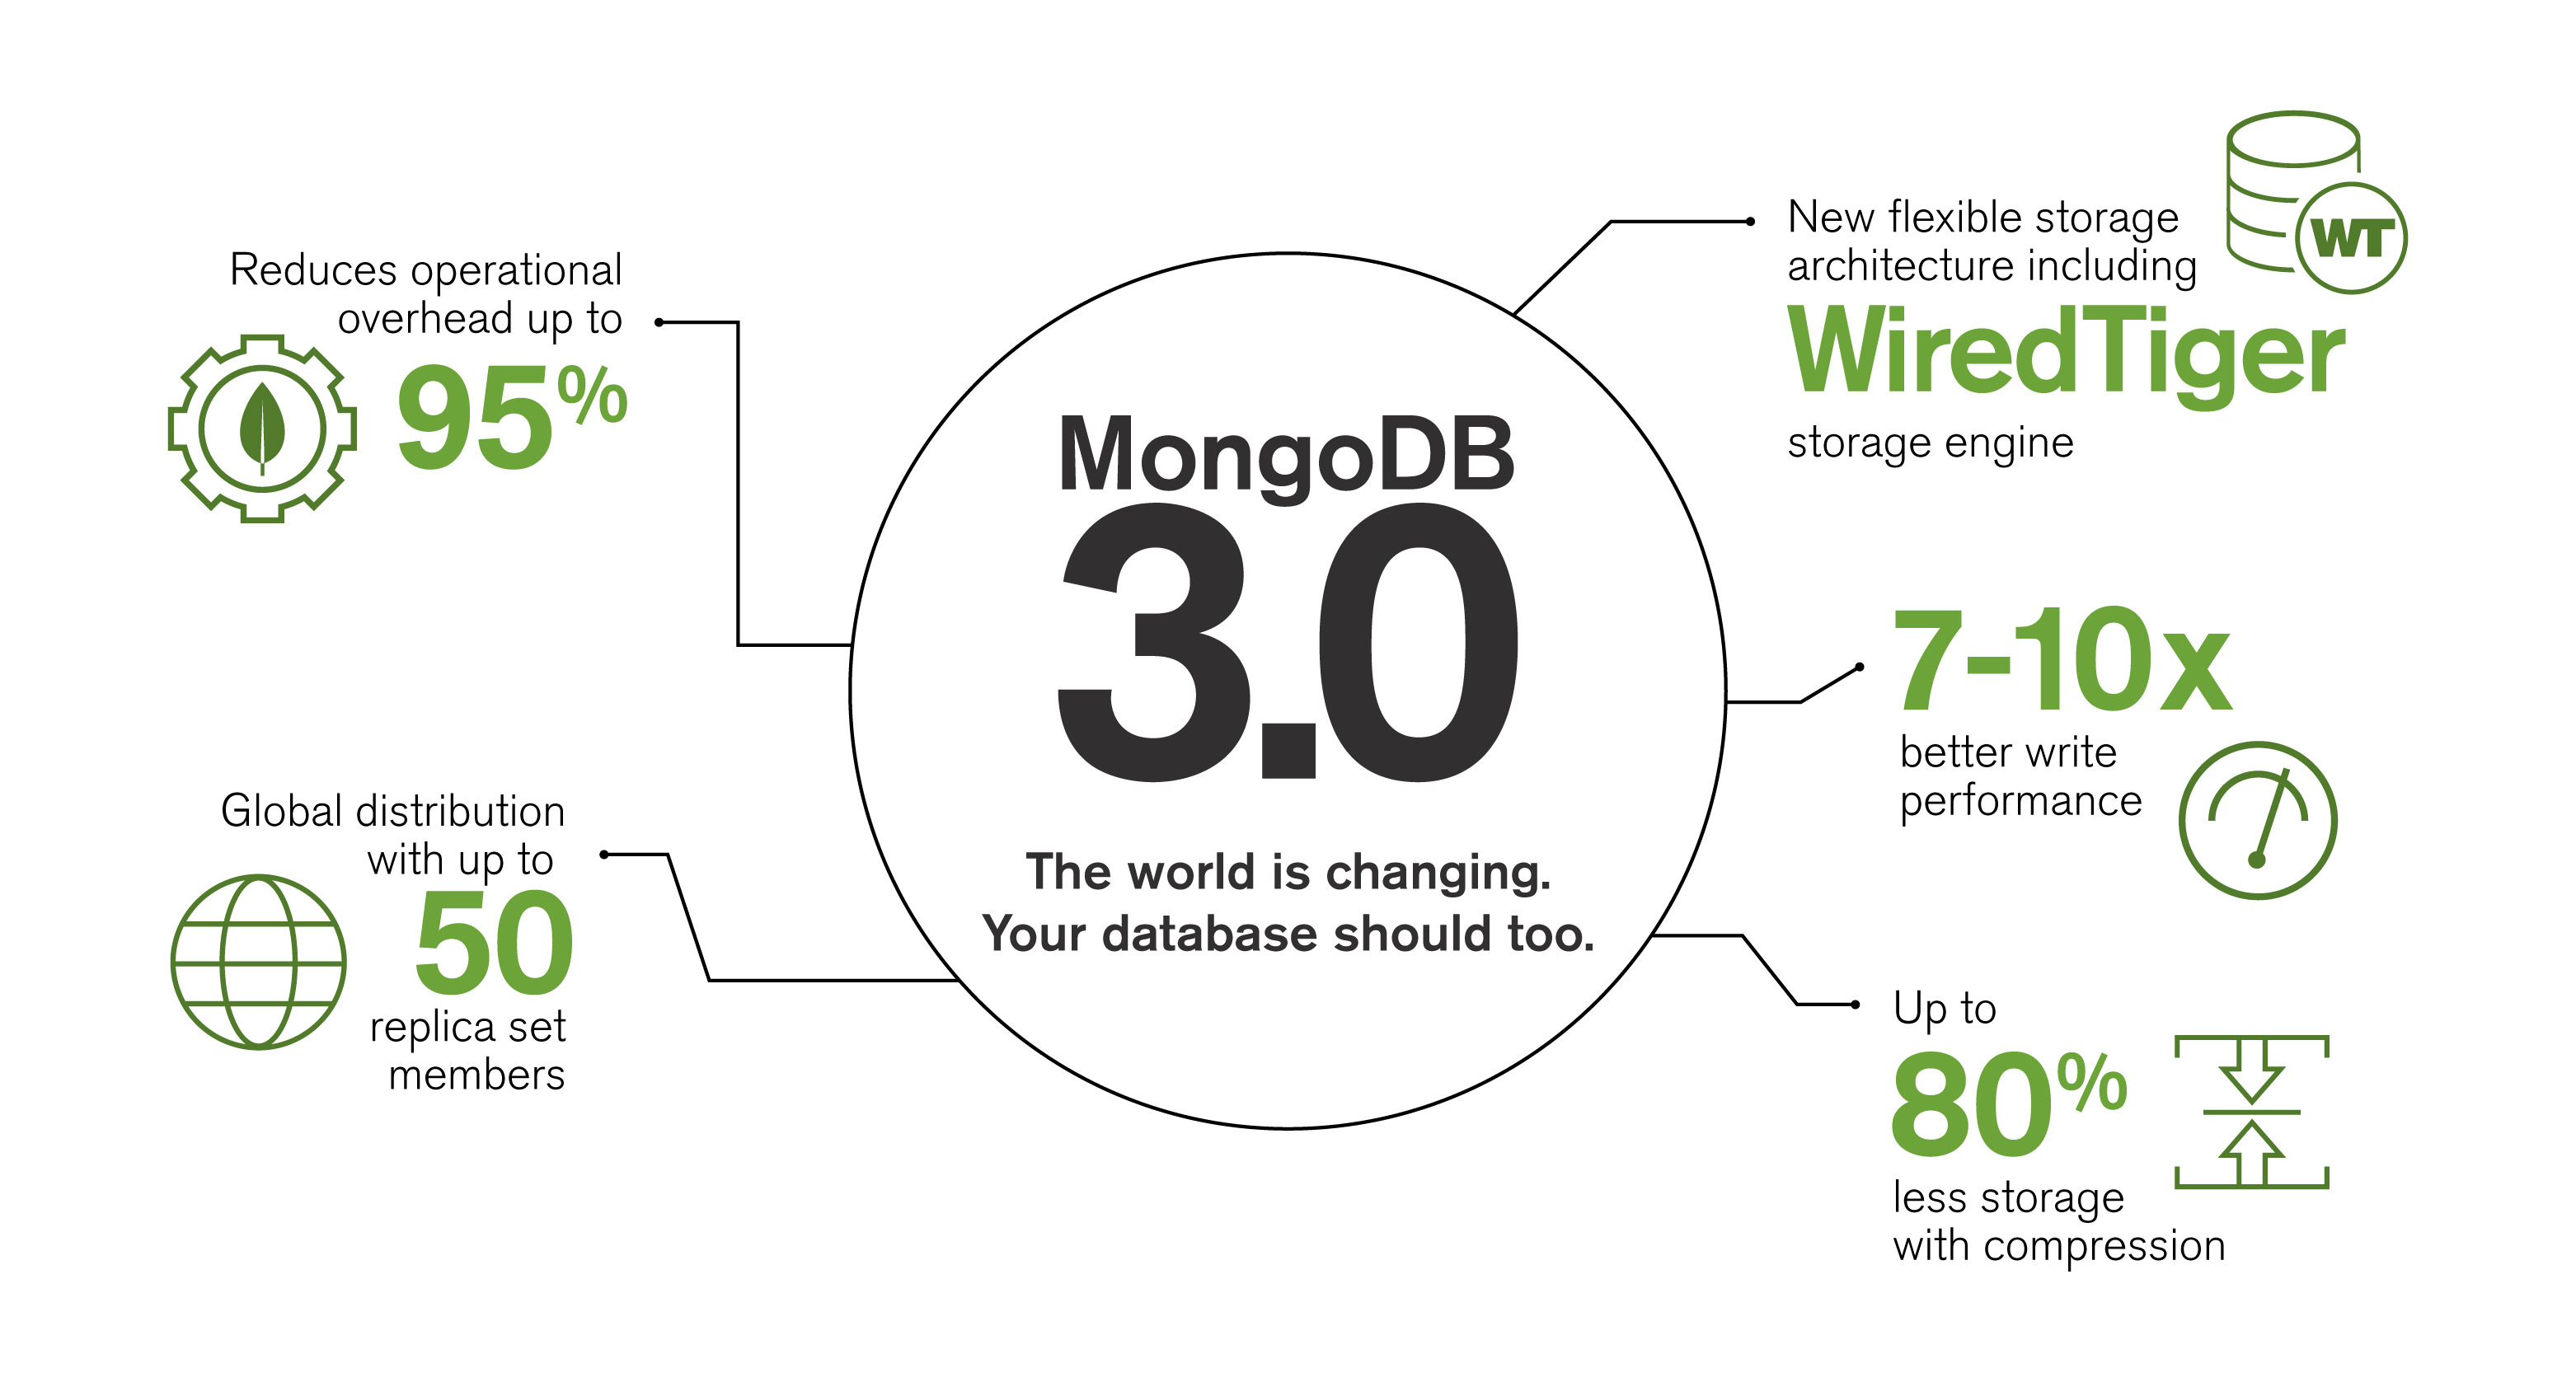 Reduces operational
overhead up to
95%
Global distribution
with up to
50
replica set
members
MongoDB
3.0
The world is changing.
Your database should too.
New flexible storage
architecture including
WiredTiger
storage engine
WT
7-10x
better write
performance
Up to
80%
less storage
with compression